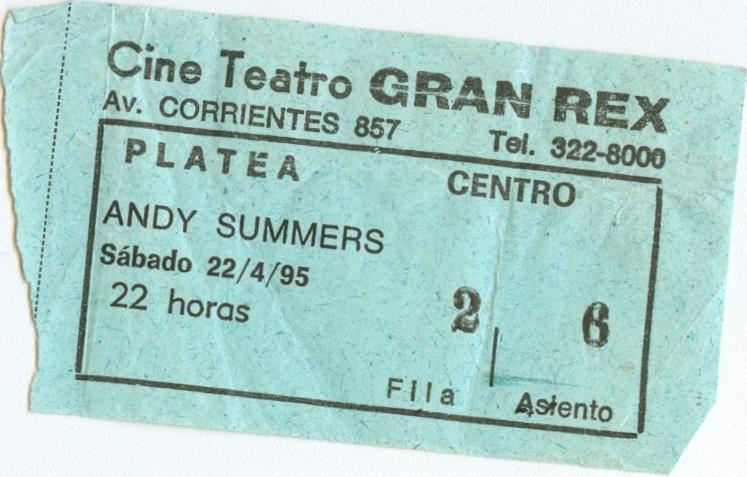 Cine Teatro GRAN REX
Av. CORRIENTES 857 Tel. 322-8000
PLATEA CENTRO
ANDY SUMMERS
Sábado 22/4/95
22 horas
2 6
Fila Asiento